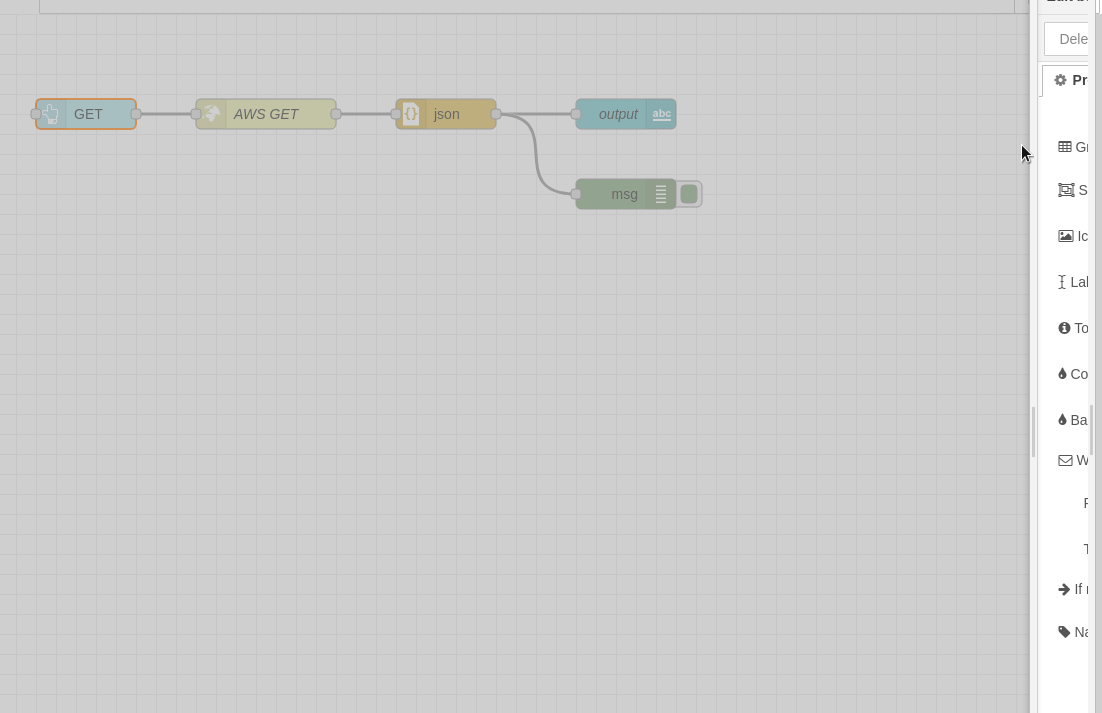 Dele
Pr
GET
AWS GET
json
output
abc
msg
Gr
S
Ic
Lal
To
Co
Ba
W
If
Na